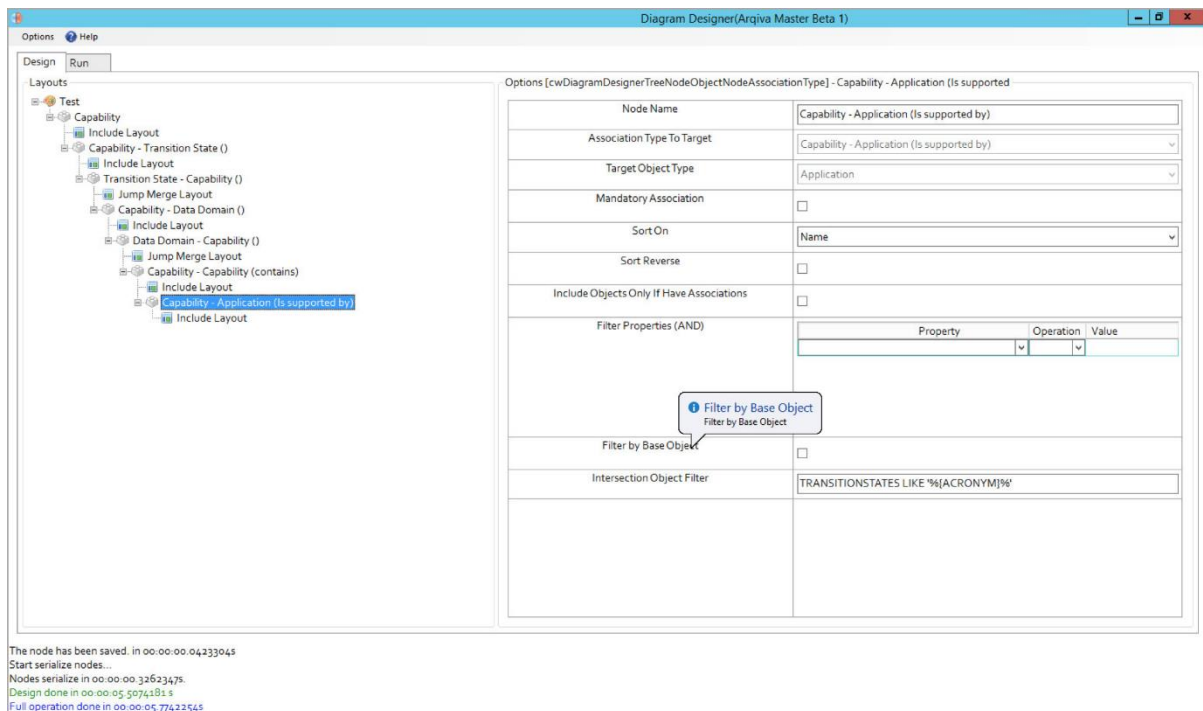 Diagram Designer(Arqiva Master Beta 1)
Options Help
Design Run
Layouts
Test
Capability
Include Layout
Capability - Transition State ()
Include Layout
Transition State - Capability ()
Jump Merge Layout
Capability - Data Domain ()
Include Layout
Data Domain - Capability ()
Jump Merge Layout
Capability - Capability (contains)
Include Layout
Capability - Application (Is supported by)
Include Layout
Options [cwDiagramDesignerTreeNodeObjectNodeAssociationType] - Capability - Application (Is supported
Node Name
Capability - Application (Is supported by)
Association Type To Target
Capability - Application (Is supported by)
Target Object Type
Application
Mandatory Association
Sort On
Name
Sort Reverse
Include Objects Only If Have Associations
Filter Properties (AND)
Property Operation Value
Filter by Base Object
Filter by Base Object
Filter by Base Object
Intersection Object Filter
TRANSITIONSTATES LIKE '%[ACRONYM]%'
The node has been saved. in 00:00:00.0423304s
Start serialize nodes...
Nodes serialize in 00:00:00.3262347s.
Design done in 00:00:05.5074181 s
Full operation done in 00:00:05.7742254s